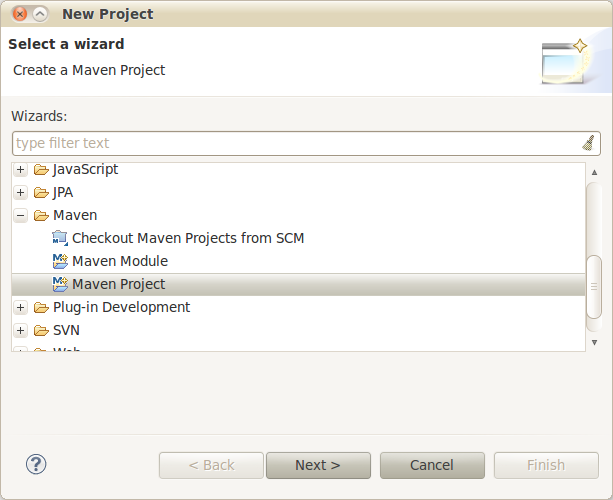 New Project
Select a wizard
Create a Maven Project
Wizards:
type filter text
JavaScript
JPA
Maven
Checkout Maven Projects from SCM
Maven Module
Maven Project
Plug-in Development
SVN
Web
< Back
Next >
Cancel
Finish